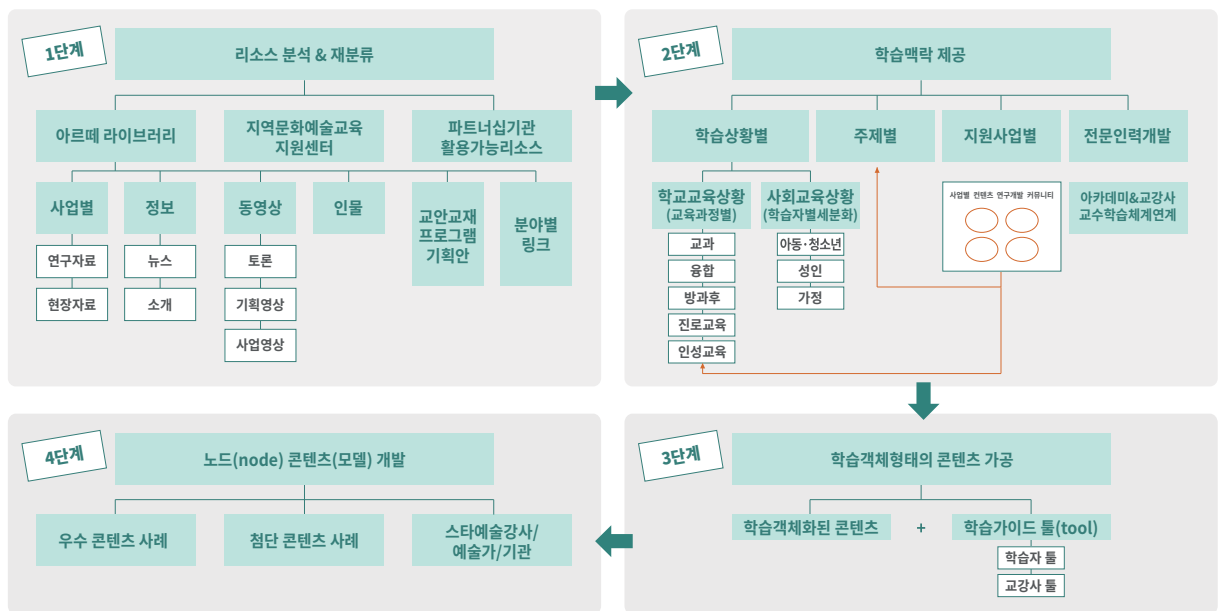 1단계
리소스 분석 & 재분류
아르떼 라이브러리
지역문화예술교육
지원센터
파트너십기관
활용가능리소스
사업별
정보
동영상
인물
교안교재
프로그램
기획안
분야별
링크
연구자료
현장자료
뉴스
소개
토론
기획영상
사업영상
2단계
학습맥락 제공
학습상황별
주제별
지원사업별
전문인력개발
학교교육상황
(교육과정별)
사회교육상황
(학습자별세분화)
교과
융합
방과후
진로교육
인성교육
아동·청소년
성인
가정
사업별 컨텐츠 연구개발 커뮤니티
아카데미&교강사
교수학습체계연계
3단계
학습객체형태의 콘텐츠 가공
학습객체화된 콘텐츠
+
학습가이드 툴(tool)
학습자 툴
교강사 툴
4단계
노드(node) 콘텐츠(모델) 개발
우수 콘텐츠 사례
첨단 콘텐츠 사례
스타예술강사/
예술가/기관